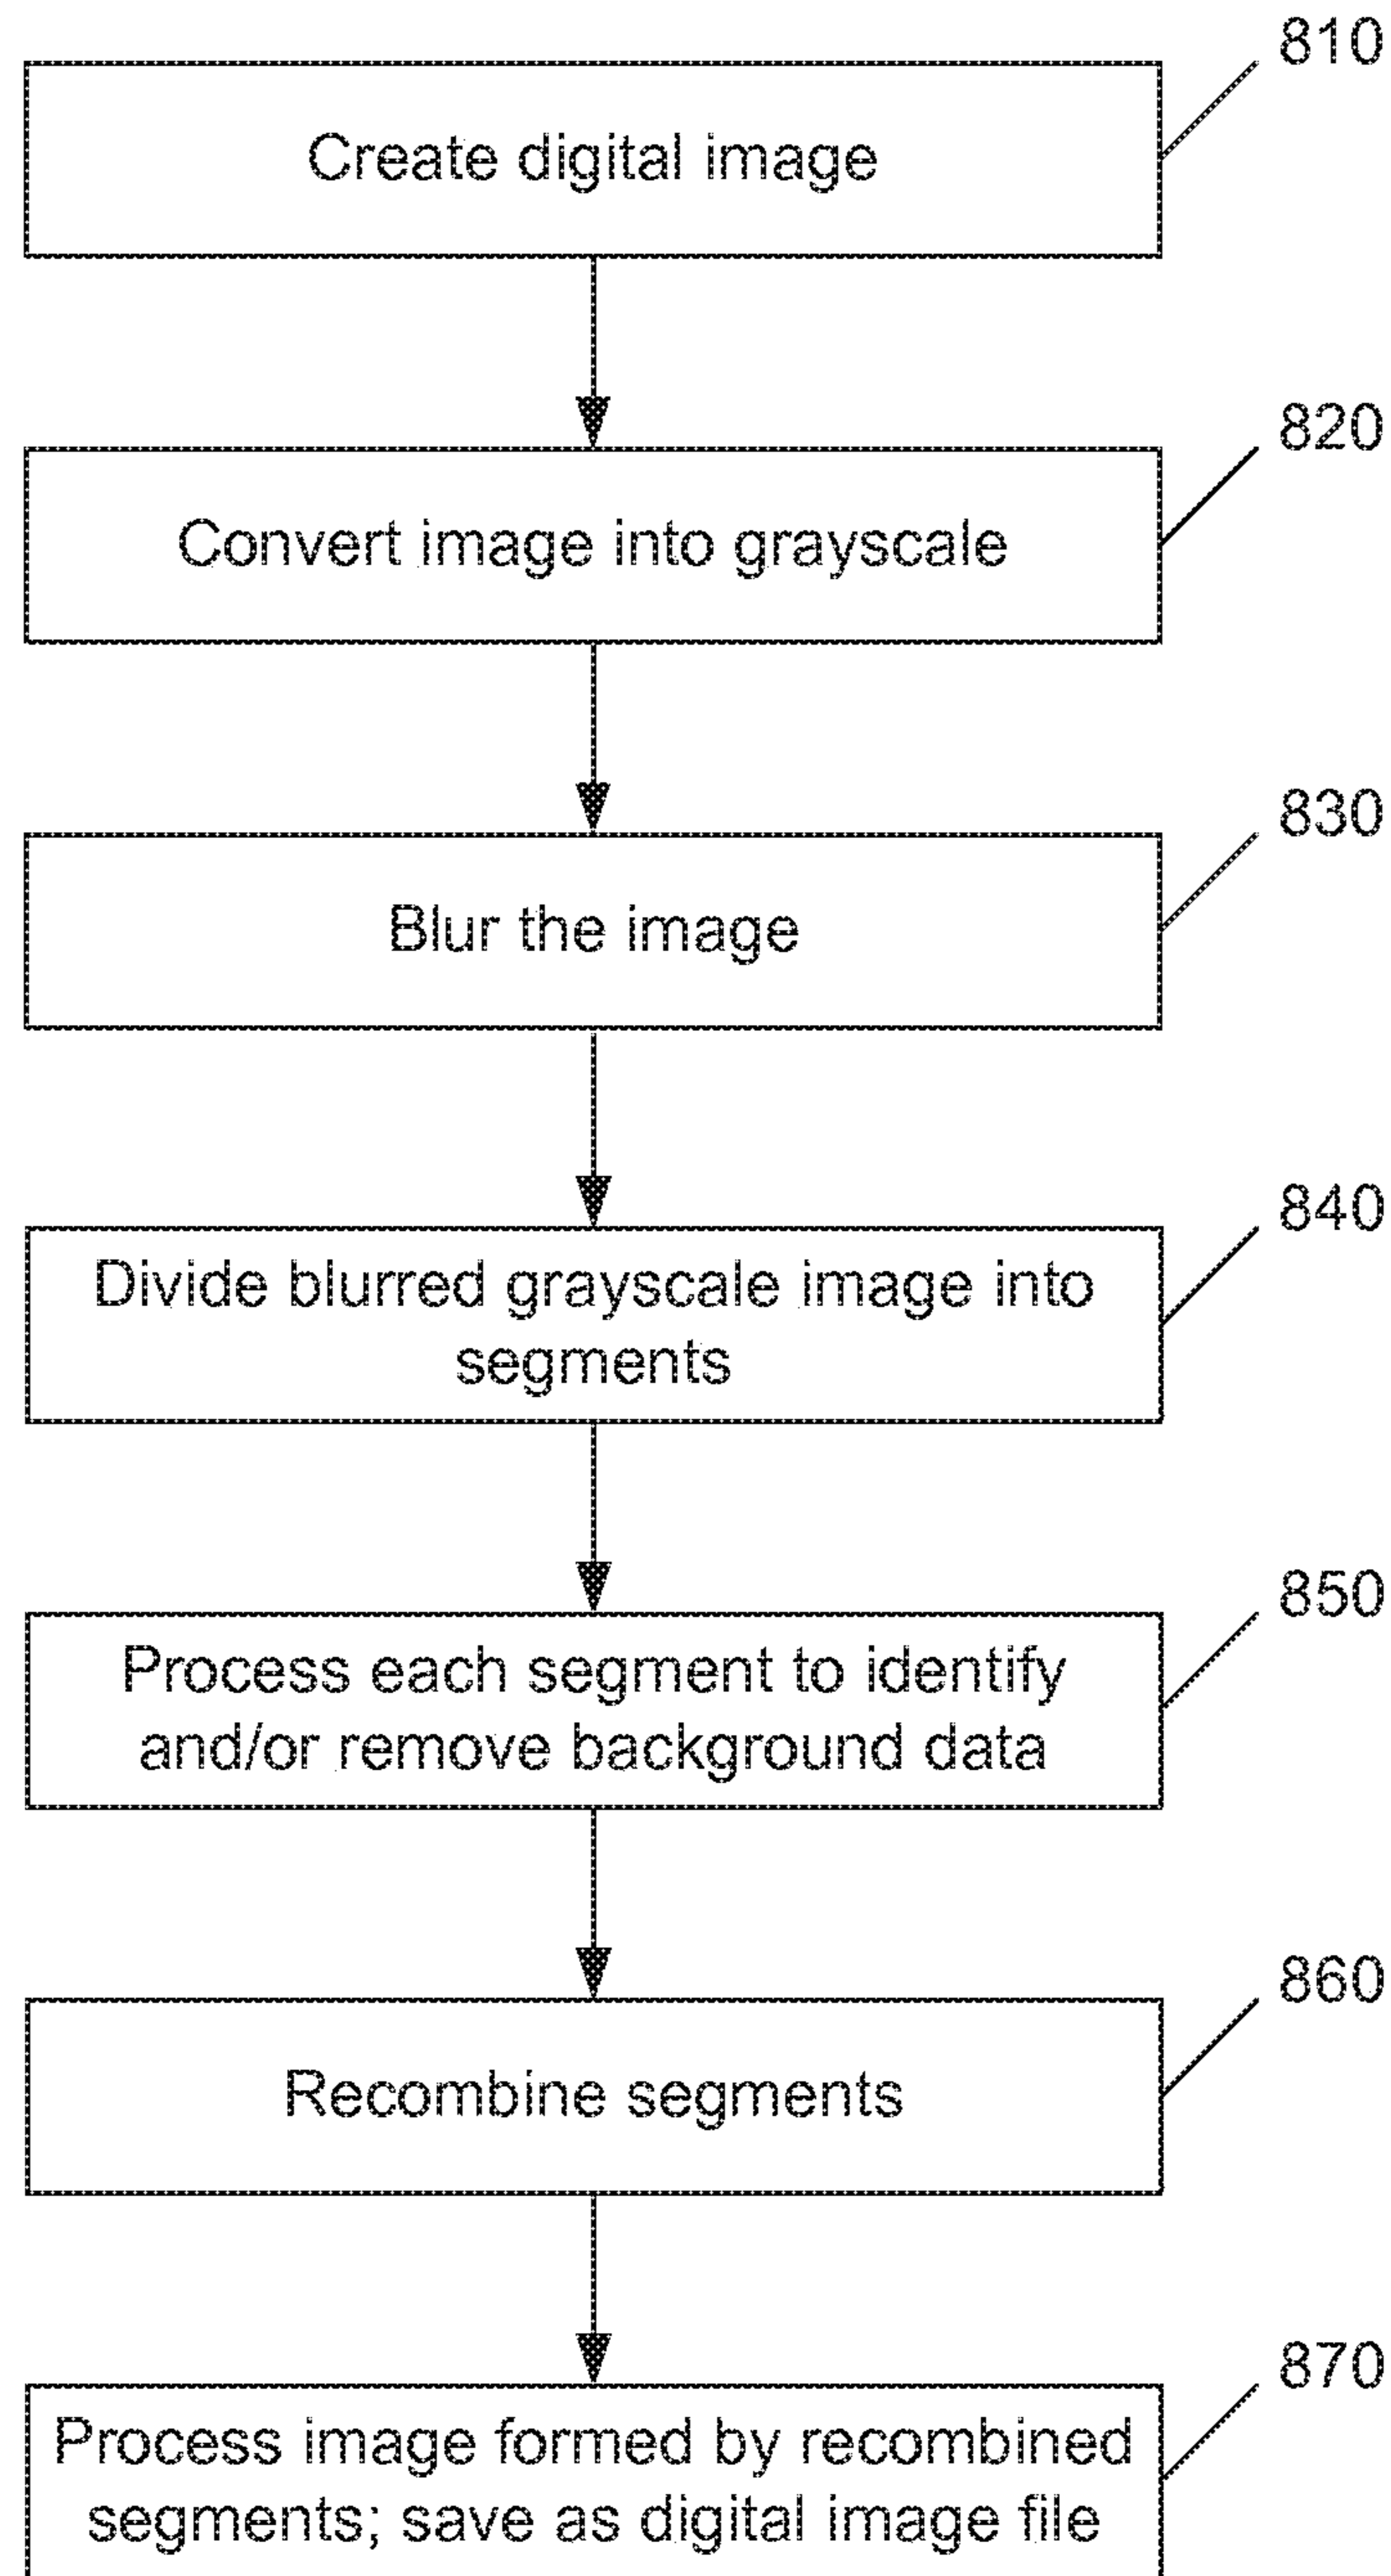 810
Create digital image
820
Convert image into grayscale
830
Blur the image
840
Divide blurred grayscale image into
segments
850
Process each segment to identify
and/or remove background data
860
Recombine segments
870
Process image formed by recombined
segments; save as digital image file